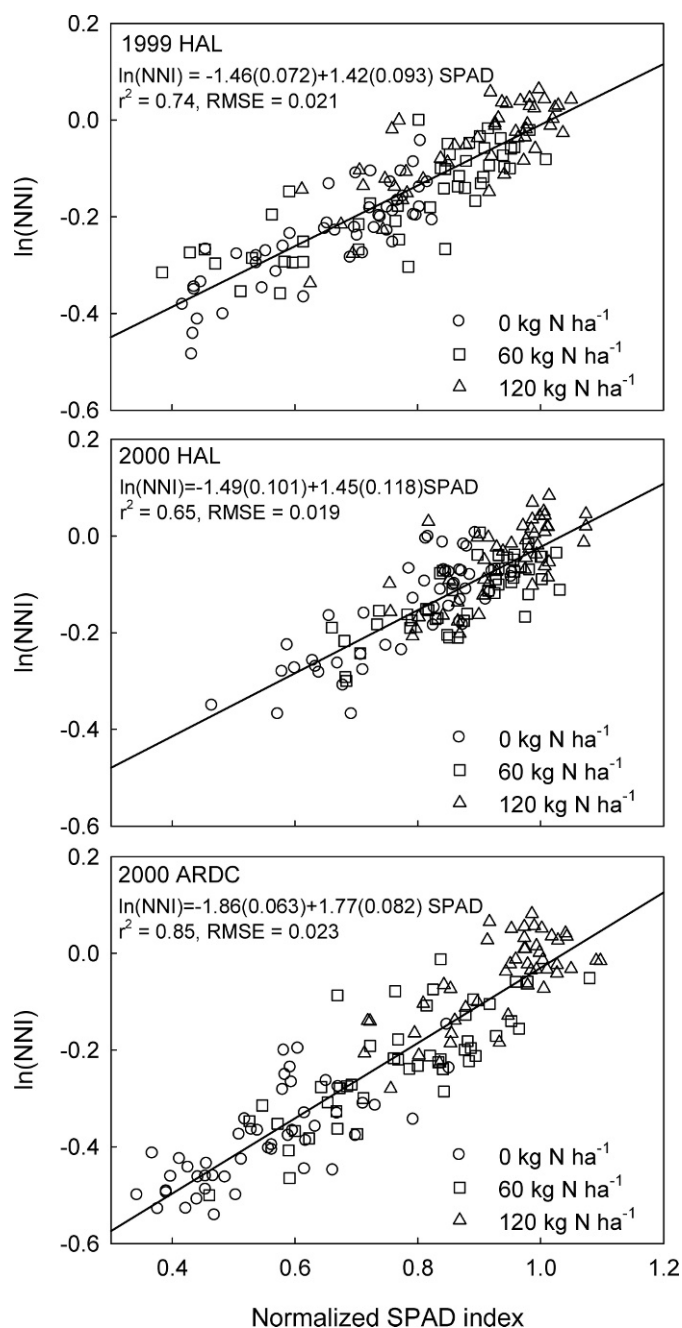 0.2
1999 HAL
ln(NNI) = -1.46(0.072)+1.42(0.093) SPAD
r² = 0.74, RMSE = 0.021
0.0
ln(NNI)
-0.2
-0.4
0 kg N ha⁻¹
60 kg N ha⁻¹
120 kg N ha⁻¹
-0.6
0.2
2000 HAL
ln(NNI)=-1.49(0.101)+1.45(0.118)SPAD
r² = 0.65, RMSE = 0.019
0.0
ln(NNI)
-0.2
-0.4
0 kg N ha⁻¹
60 kg N ha⁻¹
120 kg N ha⁻¹
-0.6
0.2
2000 ARDC
ln(NNI)=-1.86(0.063)+1.77(0.082) SPAD
r² = 0.85, RMSE = 0.023
0.0
ln(NNI)
-0.2
-0.4
0 kg N ha⁻¹
60 kg N ha⁻¹
120 kg N ha⁻¹
-0.6
0.4 0.6 0.8 1.0 1.2
Normalized SPAD index